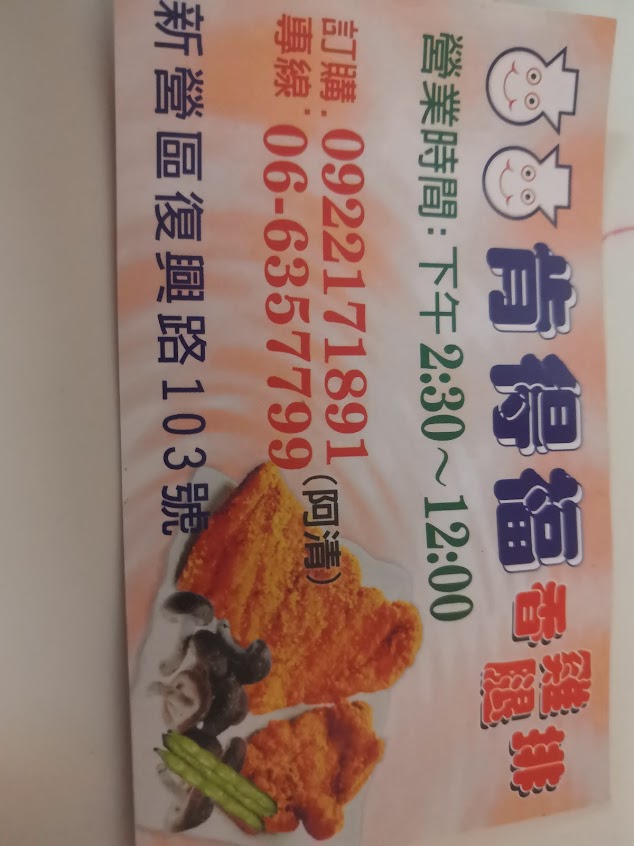 肯得福香雞腿排
營業時間：下午2:30～12:00
訂購：0922171891(阿清)
專線：06-6357799
新營區復興路103號